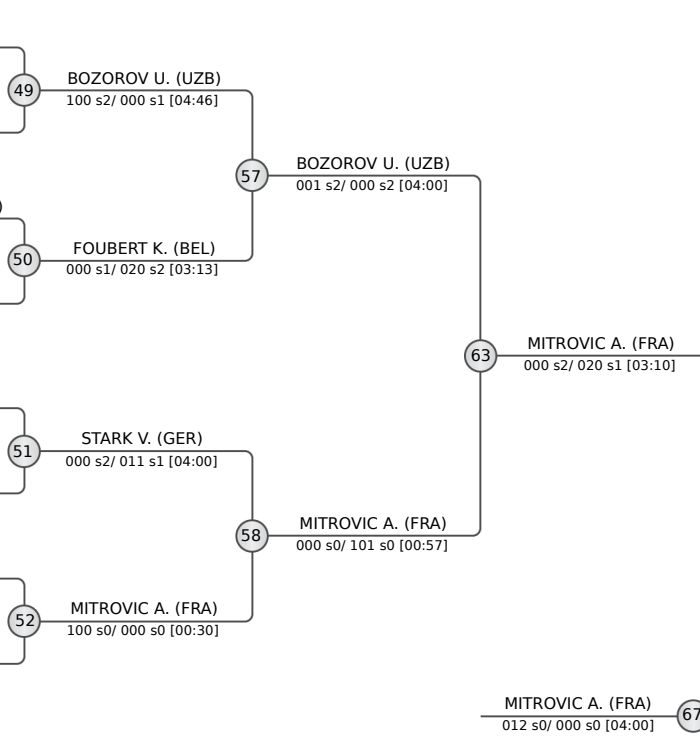 BOZOROV U. (UZB)
49
100 s2/ 000 s1 [04:46]
BOZOROV U. (UZB)
57
001 s2/ 000 s2 [04:00]
)
FOUBERT K. (BEL)
50
000 s1/ 020 s2 [03:13]
MITROVIC A. (FRA)
63
000 s2/ 020 s1 [03:10]
STARK V. (GER)
51
000 s2/ 011 s1 [04:00]
MITROVIC A. (FRA)
58
000 s0/ 101 s0 [00:57]
MITROVIC A. (FRA)
52
100 s0/ 000 s0 [00:30]
MITROVIC A. (FRA)
67
012 s0/ 000 s0 [04:00]